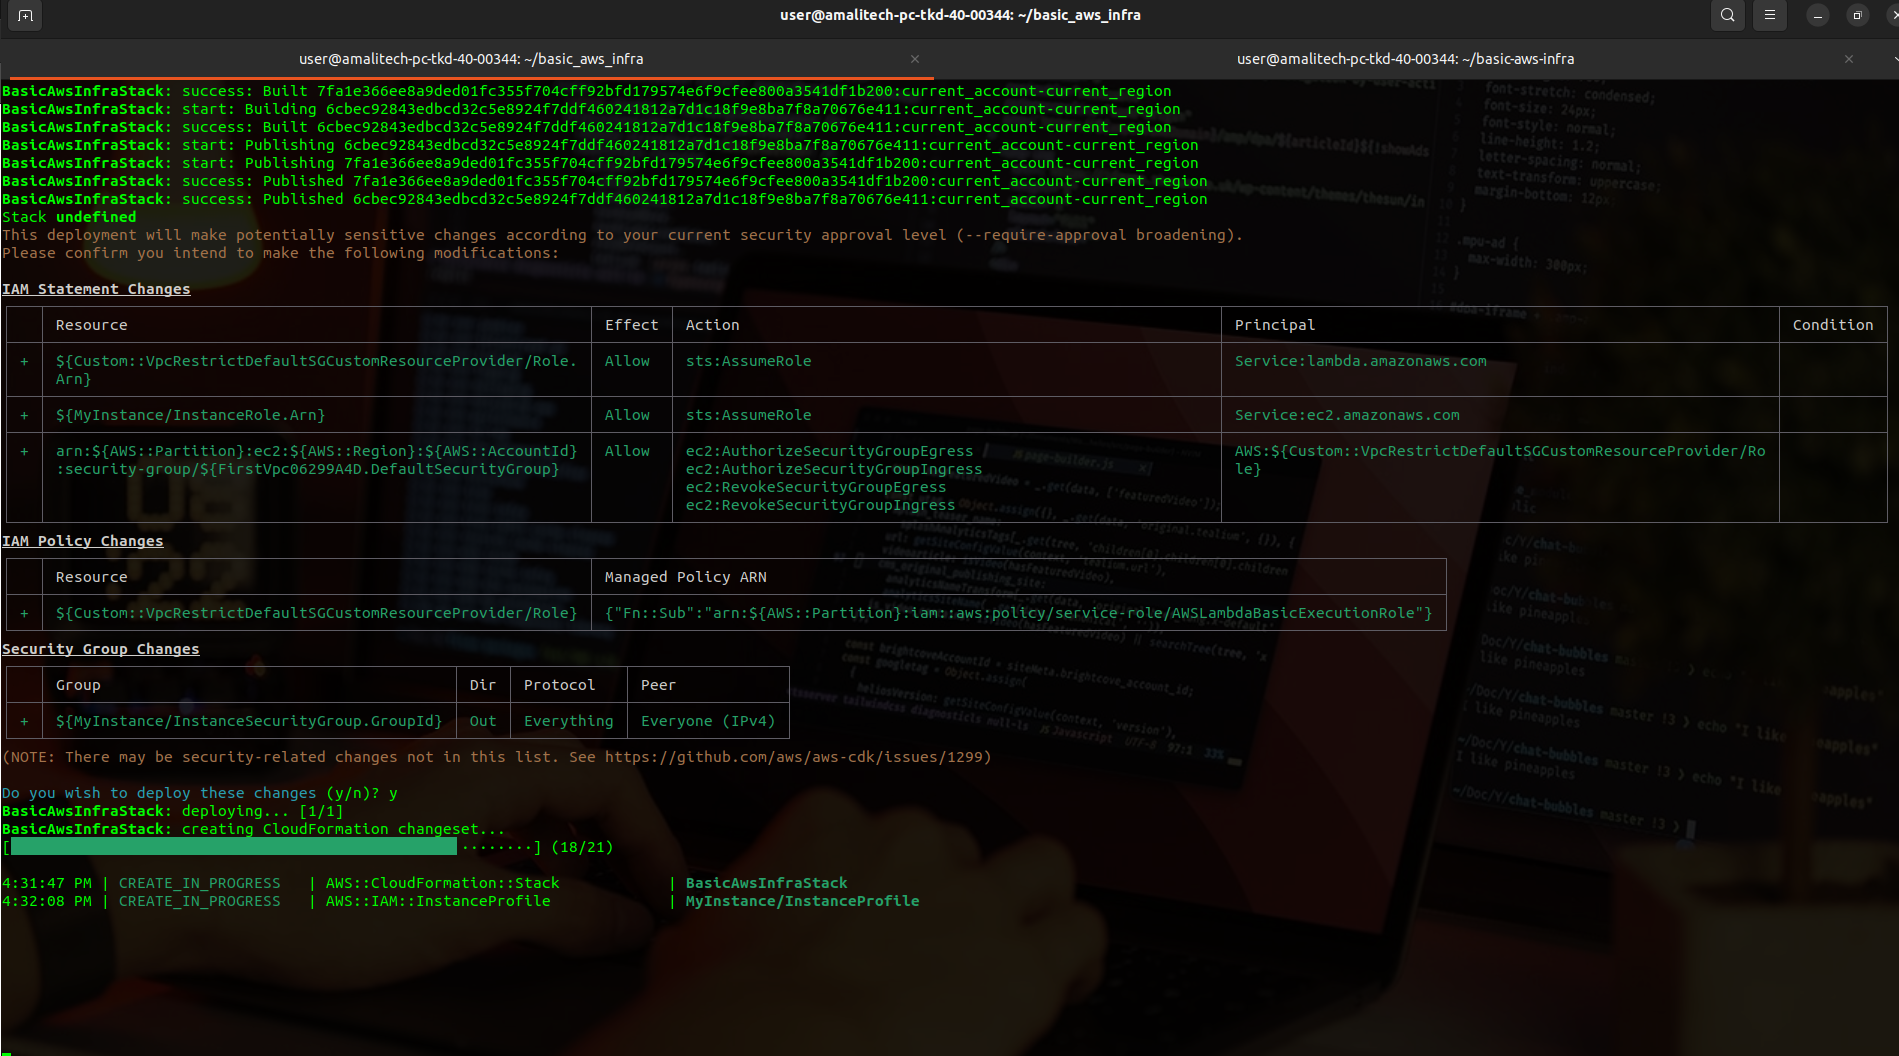 user@amalitech-pc-tkd-40-00344: ~/basic_aws_infra
user@amalitech-pc-tkd-40-00344: ~/basic_aws_infra
user@amalitech-pc-tkd-40-00344: ~/basic-aws-infra
BasicAwsInfraStack: success: Built 7fa1e366ee8a9ded01fc355f704cff92bfd179574e6f9cfee800a3541df1b200:current_account-current_region
BasicAwsInfraStack: start: Building 6cbec92843edbcd32c5e8924f7ddf460241812a7d1c18f9e8ba7f8a70676e411:current_account-current_region
BasicAwsInfraStack: success: Built 6cbec92843edbcd32c5e8924f7ddf460241812a7d1c18f9e8ba7f8a70676e411:current_account-current_region
BasicAwsInfraStack: start: Publishing 6cbec92843edbcd32c5e8924f7ddf460241812a7d1c18f9e8ba7f8a70676e411:current_account-current_region
BasicAwsInfraStack: start: Publishing 7fa1e366ee8a9ded01fc355f704cff92bfd179574e6f9cfee800a3541df1b200:current_account-current_region
BasicAwsInfraStack: success: Published 7fa1e366ee8a9ded01fc355f704cff92bfd179574e6f9cfee800a3541df1b200:current_account-current_region
BasicAwsInfraStack: success: Published 6cbec92843edbcd32c5e8924f7ddf460241812a7d1c18f9e8ba7f8a70676e411:current_account-current_region
Stack undefined
This deployment will make potentially sensitive changes according to your current security approval level (--require-approval broadening).
Please confirm you intend to make the following modifications:
IAM Statement Changes
Resource Effect Action Principal Condition
+ ${Custom::VpcRestrictDefaultSGCustomResourceProvider/Role. Allow sts:AssumeRole Service:lambda.amazonaws.com
Arn}
+ ${MyInstance/InstanceRole.Arn} Allow sts:AssumeRole Service:ec2.amazonaws.com
+ arn:${AWS::Partition}:ec2:${AWS::Region}:${AWS::AccountId} Allow ec2:AuthorizeSecurityGroupEgress AWS:${Custom::VpcRestrictDefaultSGCustomResourceProvider/Ro
:security-group/${FirstVpc06299A4D.DefaultSecurityGroup} ec2:AuthorizeSecurityGroupIngress le}
ec2:RevokeSecurityGroupEgress
ec2:RevokeSecurityGroupIngress
IAM Policy Changes
Resource Managed Policy ARN
+ ${Custom::VpcRestrictDefaultSGCustomResourceProvider/Role} {"Fn::Sub":"arn:${AWS::Partition}:iam::aws:policy/service-role/AWSLambdaBasicExecutionRole"}
Security Group Changes
Group Dir Protocol Peer
+ ${MyInstance/InstanceSecurityGroup.GroupId} Out Everything Everyone (IPv4)
(NOTE: There may be security-related changes not in this list. See https://github.com/aws/aws-cdk/issues/1299)
Do you wish to deploy these changes (y/n)? y
BasicAwsInfraStack: deploying... [1/1]
BasicAwsInfraStack: creating CloudFormation changeset...
[········] (18/21)
4:31:47 PM | CREATE_IN_PROGRESS | AWS::CloudFormation::Stack | BasicAwsInfraStack
4:32:08 PM | CREATE_IN_PROGRESS | AWS::IAM::InstanceProfile | MyInstance/InstanceProfile